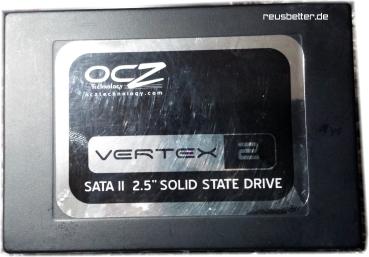 reusbetter.de
OCZ
Technology
ocztechnology.com
VERTEX 2
SATA II 2.5" SOLID STATE DRIVE